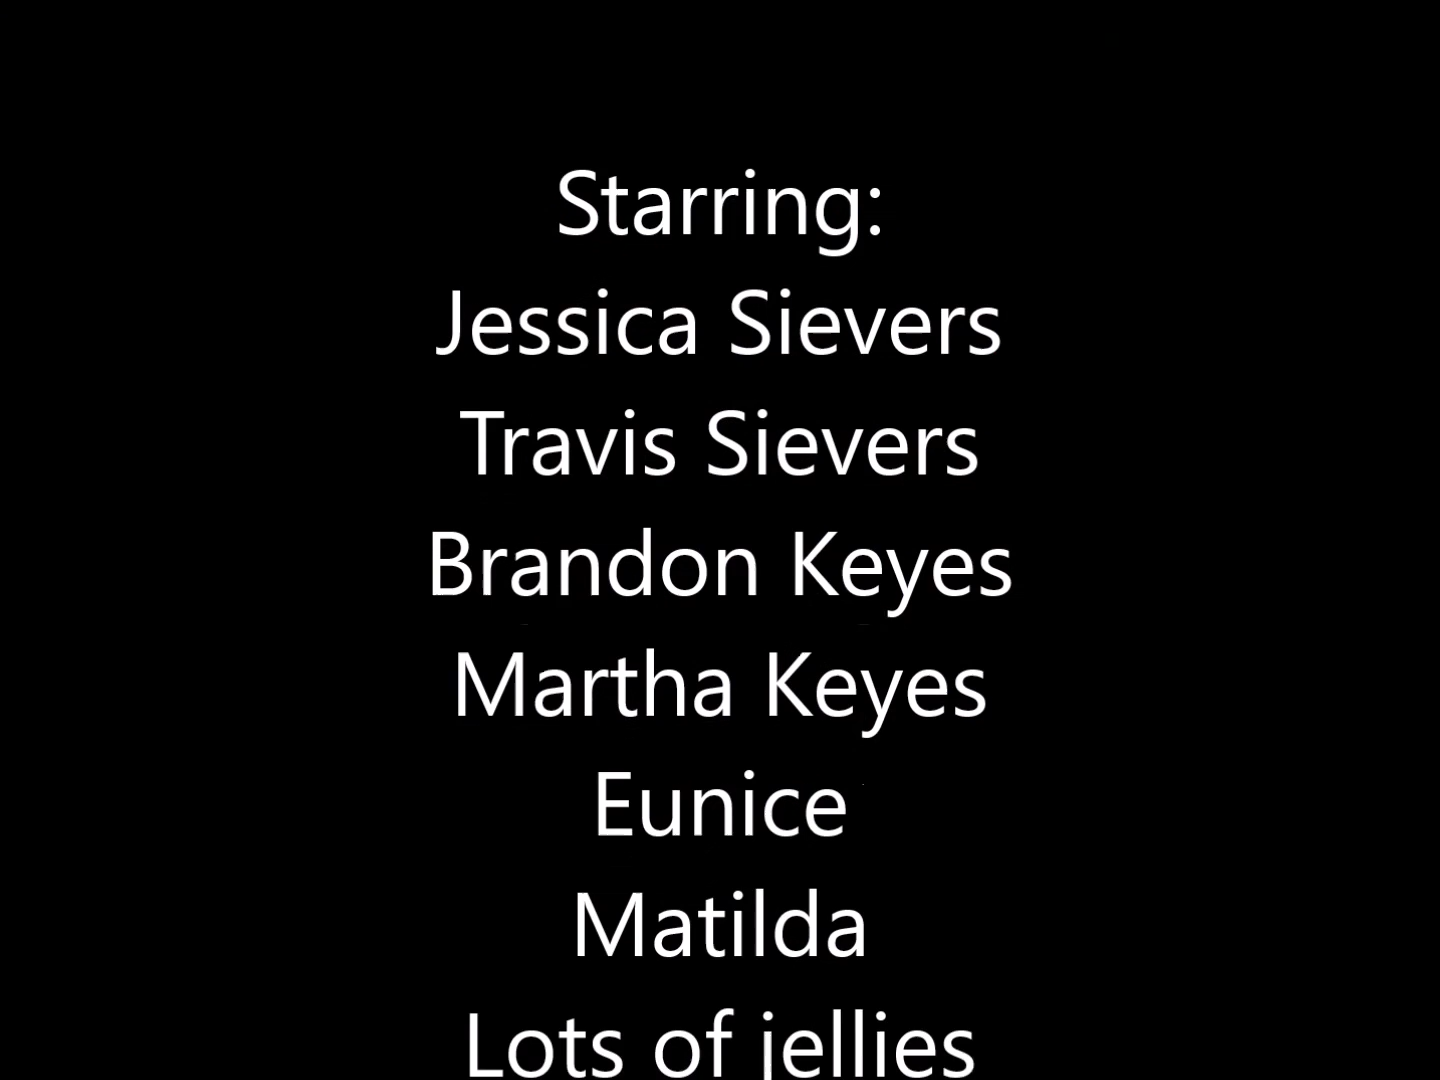 Starring:
Jessica Sievers
Travis Sievers
Brandon Keyes
Martha Keyes
Eunice
Matilda
Lots of jellies